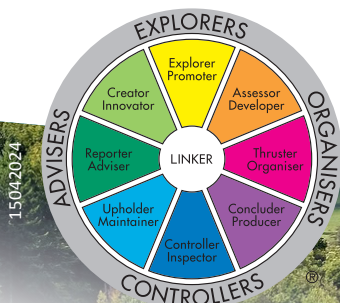 EXPLORERS
Explorer
Promoter
Creator
Innovator
Assessor
Developer
ADVISERS
Reporter
Adviser
LINKER
Thruster
Organiser
ORGANISERS
Upholder
Maintainer
Concluder
Producer
Controller
Inspector
CONTROLLERS
®
15042024